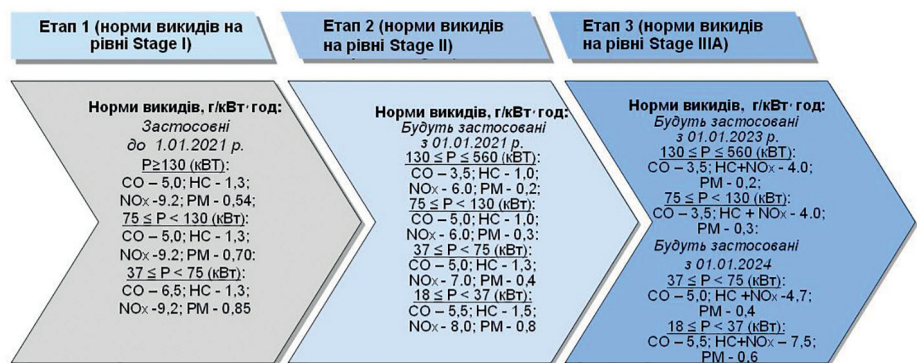 Етап 1 (норми викидів на
рівні Stage I)
Норми викидів, г/кВт·год:
Застосовні
до 1.01.2021 р.
P≥130 (кВТ):
CO – 5,0; HC - 1,3;
NOx -9.2; PM - 0,54;
75 ≤ P < 130 (кВт):
CO – 5,0; HC - 1.3;
NOx -9.2; PM - 0,70:
37 ≤ P < 75 (кВт):
CO – 6,5; HC - 1,3;
NOx -9,2; PM - 0,85
Етап 2 (норми викидів
на рівні Stage II)
Норми викидів, г/кВт·год:
Будуть застосовані
з 01.01.2021 р.
130 ≤ P ≤ 560 (кВт):
CO – 3,5; HC - 1,0;
NOx - 6.0; PM - 0,2;
75 ≤ P < 130 (кВт):
CO – 5,0; HC - 1,0;
NOx - 6.0; PM - 0,3:
37 ≤ P < 75 (кВт):
CO – 5,0; HC - 1,3;
NOx - 7.0; PM - 0,4
18 ≤ P < 37 (кВт):
CO – 5,5; HC - 1,5;
NOx - 8,0; PM - 0,8
Етап 3 (норми викидів
на рівні Stage IIIA)
Норми викидів, г/кВт·год:
Будуть застосовані
з 01.01.2023 р.
130 ≤ P ≤ 560 (кВт):
CO – 3,5; HC+NOx - 4.0;
PM - 0,2;
75 ≤ P < 130 (кВт):
CO – 3,5; HC + NOx - 4.0;
PM - 0,3:
Будуть застосовані
з 01.01.2024
37 ≤ P < 75 (кВт):
CO – 5,0; HC +NOx -4,7;
PM - 0.4
18 ≤ P < 37 (кВт):
CO – 5.5; HC+NOx – 7,5;
PM - 0.6